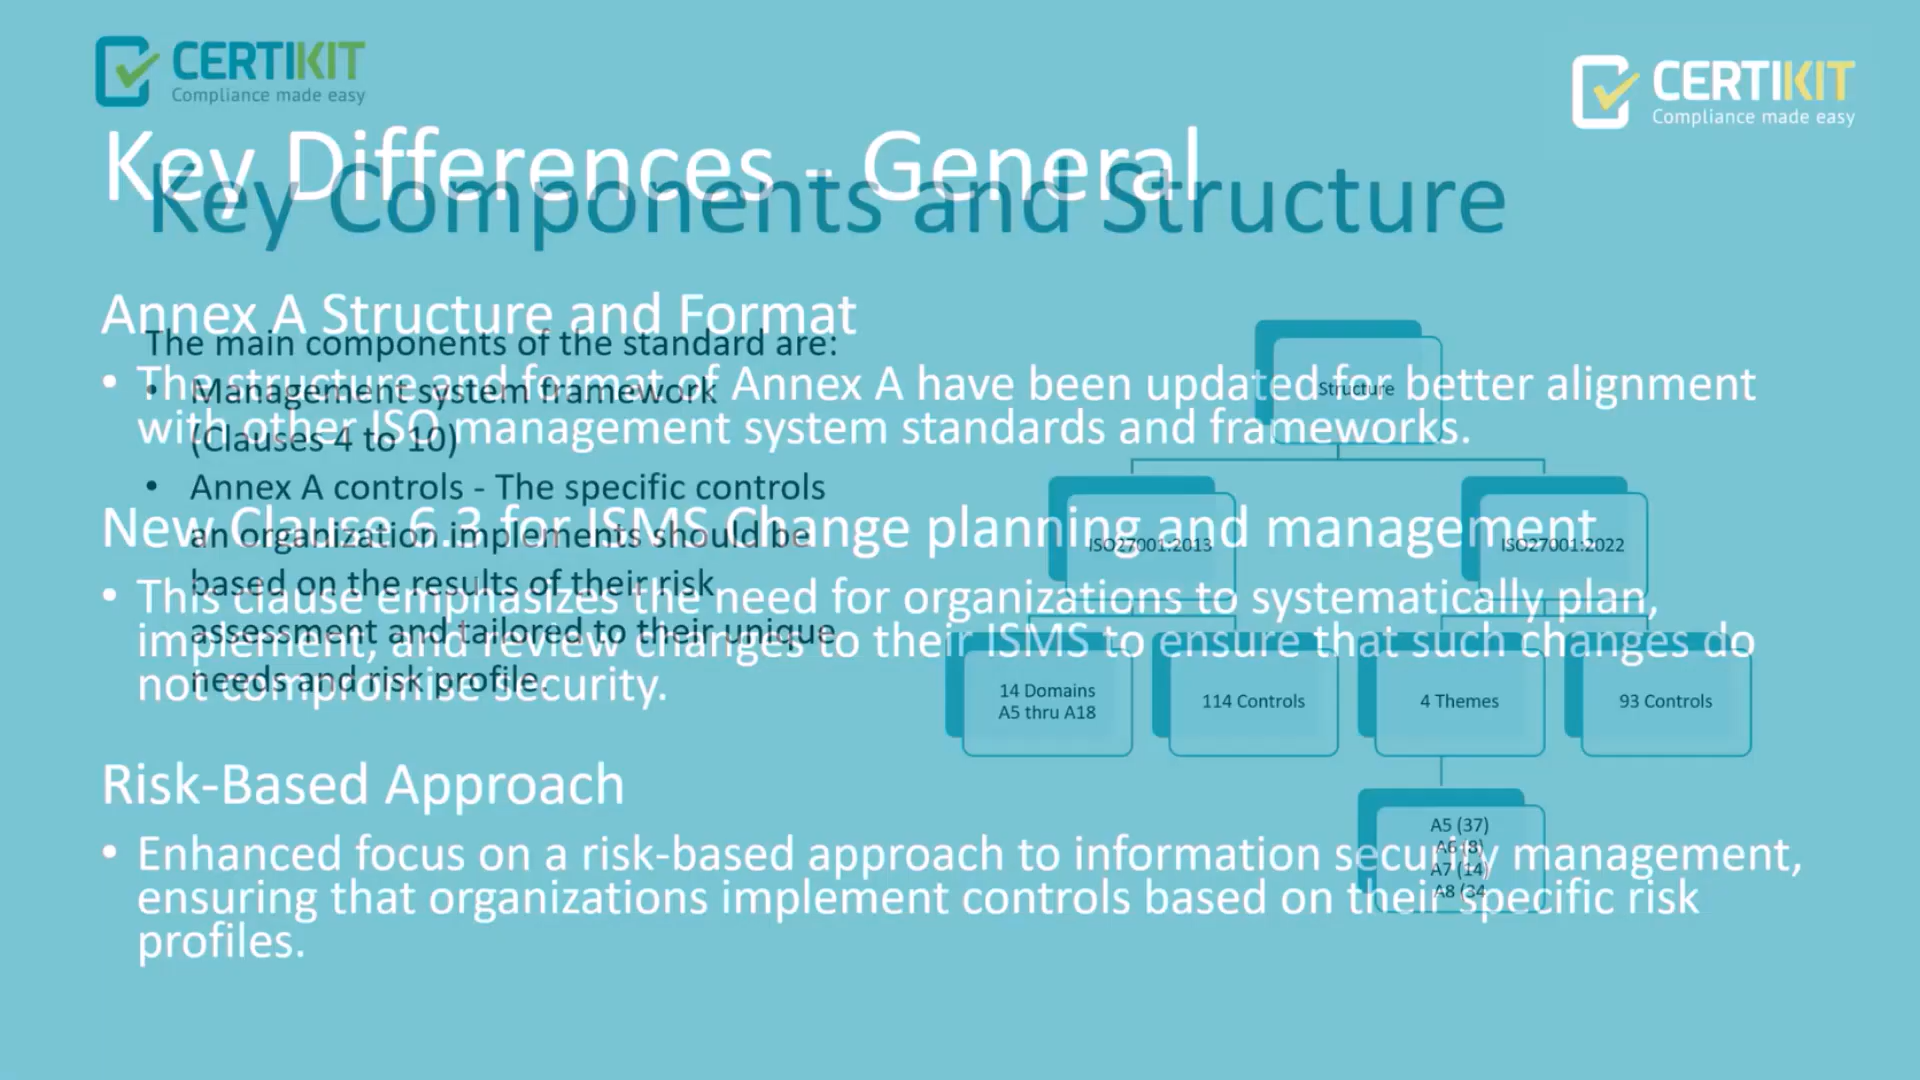 CERTIKIT
Compliance made easy
CERTIKIT
Compliance made easy
Key Differences - General
Annex A Structure and Format
• The structure and format of Annex A have been updated for better alignment
with other ISO management system standards and frameworks.
New Clause 6.3 for ISMS Change planning and management
• This clause emphasizes the need for organizations to systematically plan,
implement, and review changes to their ISMS to ensure that such changes do
not compromise security.
Risk-Based Approach
• Enhanced focus on a risk-based approach to information security management,
ensuring that organizations implement controls based on their specific risk
profiles.
Key Components and Structure
The main components of the standard are:
• Management system framework
(Clauses 4 to 10)
• Annex A controls - The specific controls
an organization implements should be
based on the results of their risk
assessment and tailored to their unique
needs and risk profile.
Structure
ISO27001:2013
ISO27001:2022
14 Domains
A5 thru A18
114 Controls
4 Themes
93 Controls
A5 (37)
A6 (8)
A7 (14)
A8 (34